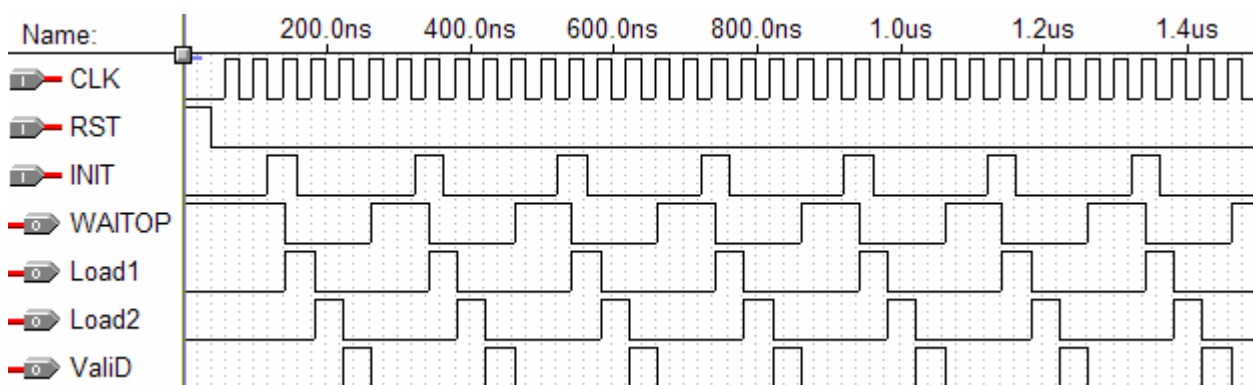 Name: 200.0ns 400.0ns 600.0ns 800.0ns 1.0us 1.2us 1.4us
I CLK
I RST
I INIT
O WAITOP
O Load1
O Load2
O ValiD